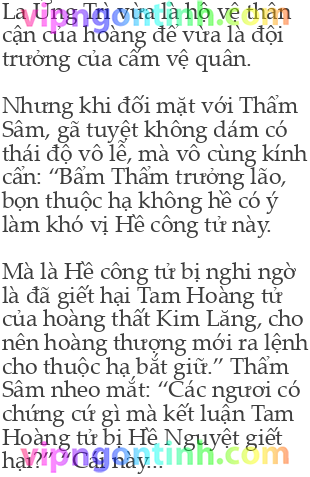 La Ứng Trì vừa là hộ vệ thân
cận của hoàng đế vừa là đội
trưởng của cấm vệ quân.
Nhưng khi đối mặt với Thẩm
Sâm, gã tuyệt không dám có
thái độ vô lễ, mà vô cùng kính
cẩn: “Bẩm Thẩm trưởng lão,
bọn thuộc hạ không hề có ý
làm khó vị Hề công tử này.
Mà là Hề công tử bị nghi ngờ
là đã giết hại Tam Hoàng tử
của hoàng thất Kim Lăng, cho
nên hoàng thượng mới ra lệnh
cho thuộc hạ bắt giữ.” Thẩm
Sâm nheo mắt: “Các ngươi có
chứng cứ gì mà kết luận Tam
Hoàng tử bị Hề Nguyệt giết
hại?” “Cái này...
vipngontinh.com
vipngontinh.com